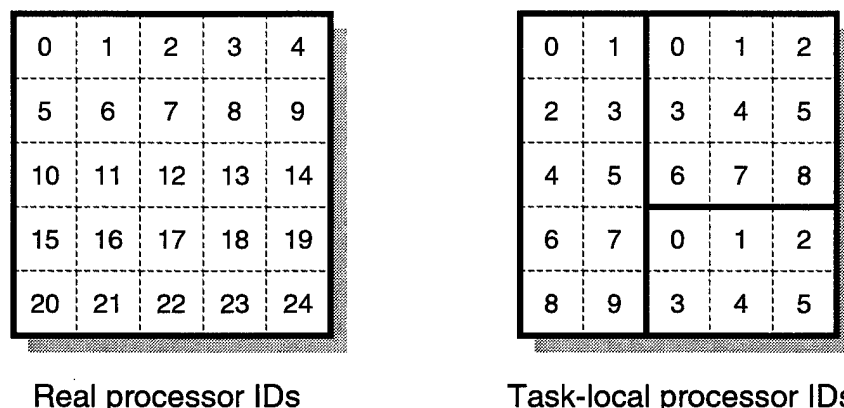 0 1 2 3 4
5 6 7 8 9
10 11 12 13 14
15 16 17 18 19
20 21 22 23 24
Real processor IDs
0 1 0 1 2
2 3 3 4 5
4 5 6 7 8
6 7 0 1 2
8 9 3 4 5
Task-local processor IDs